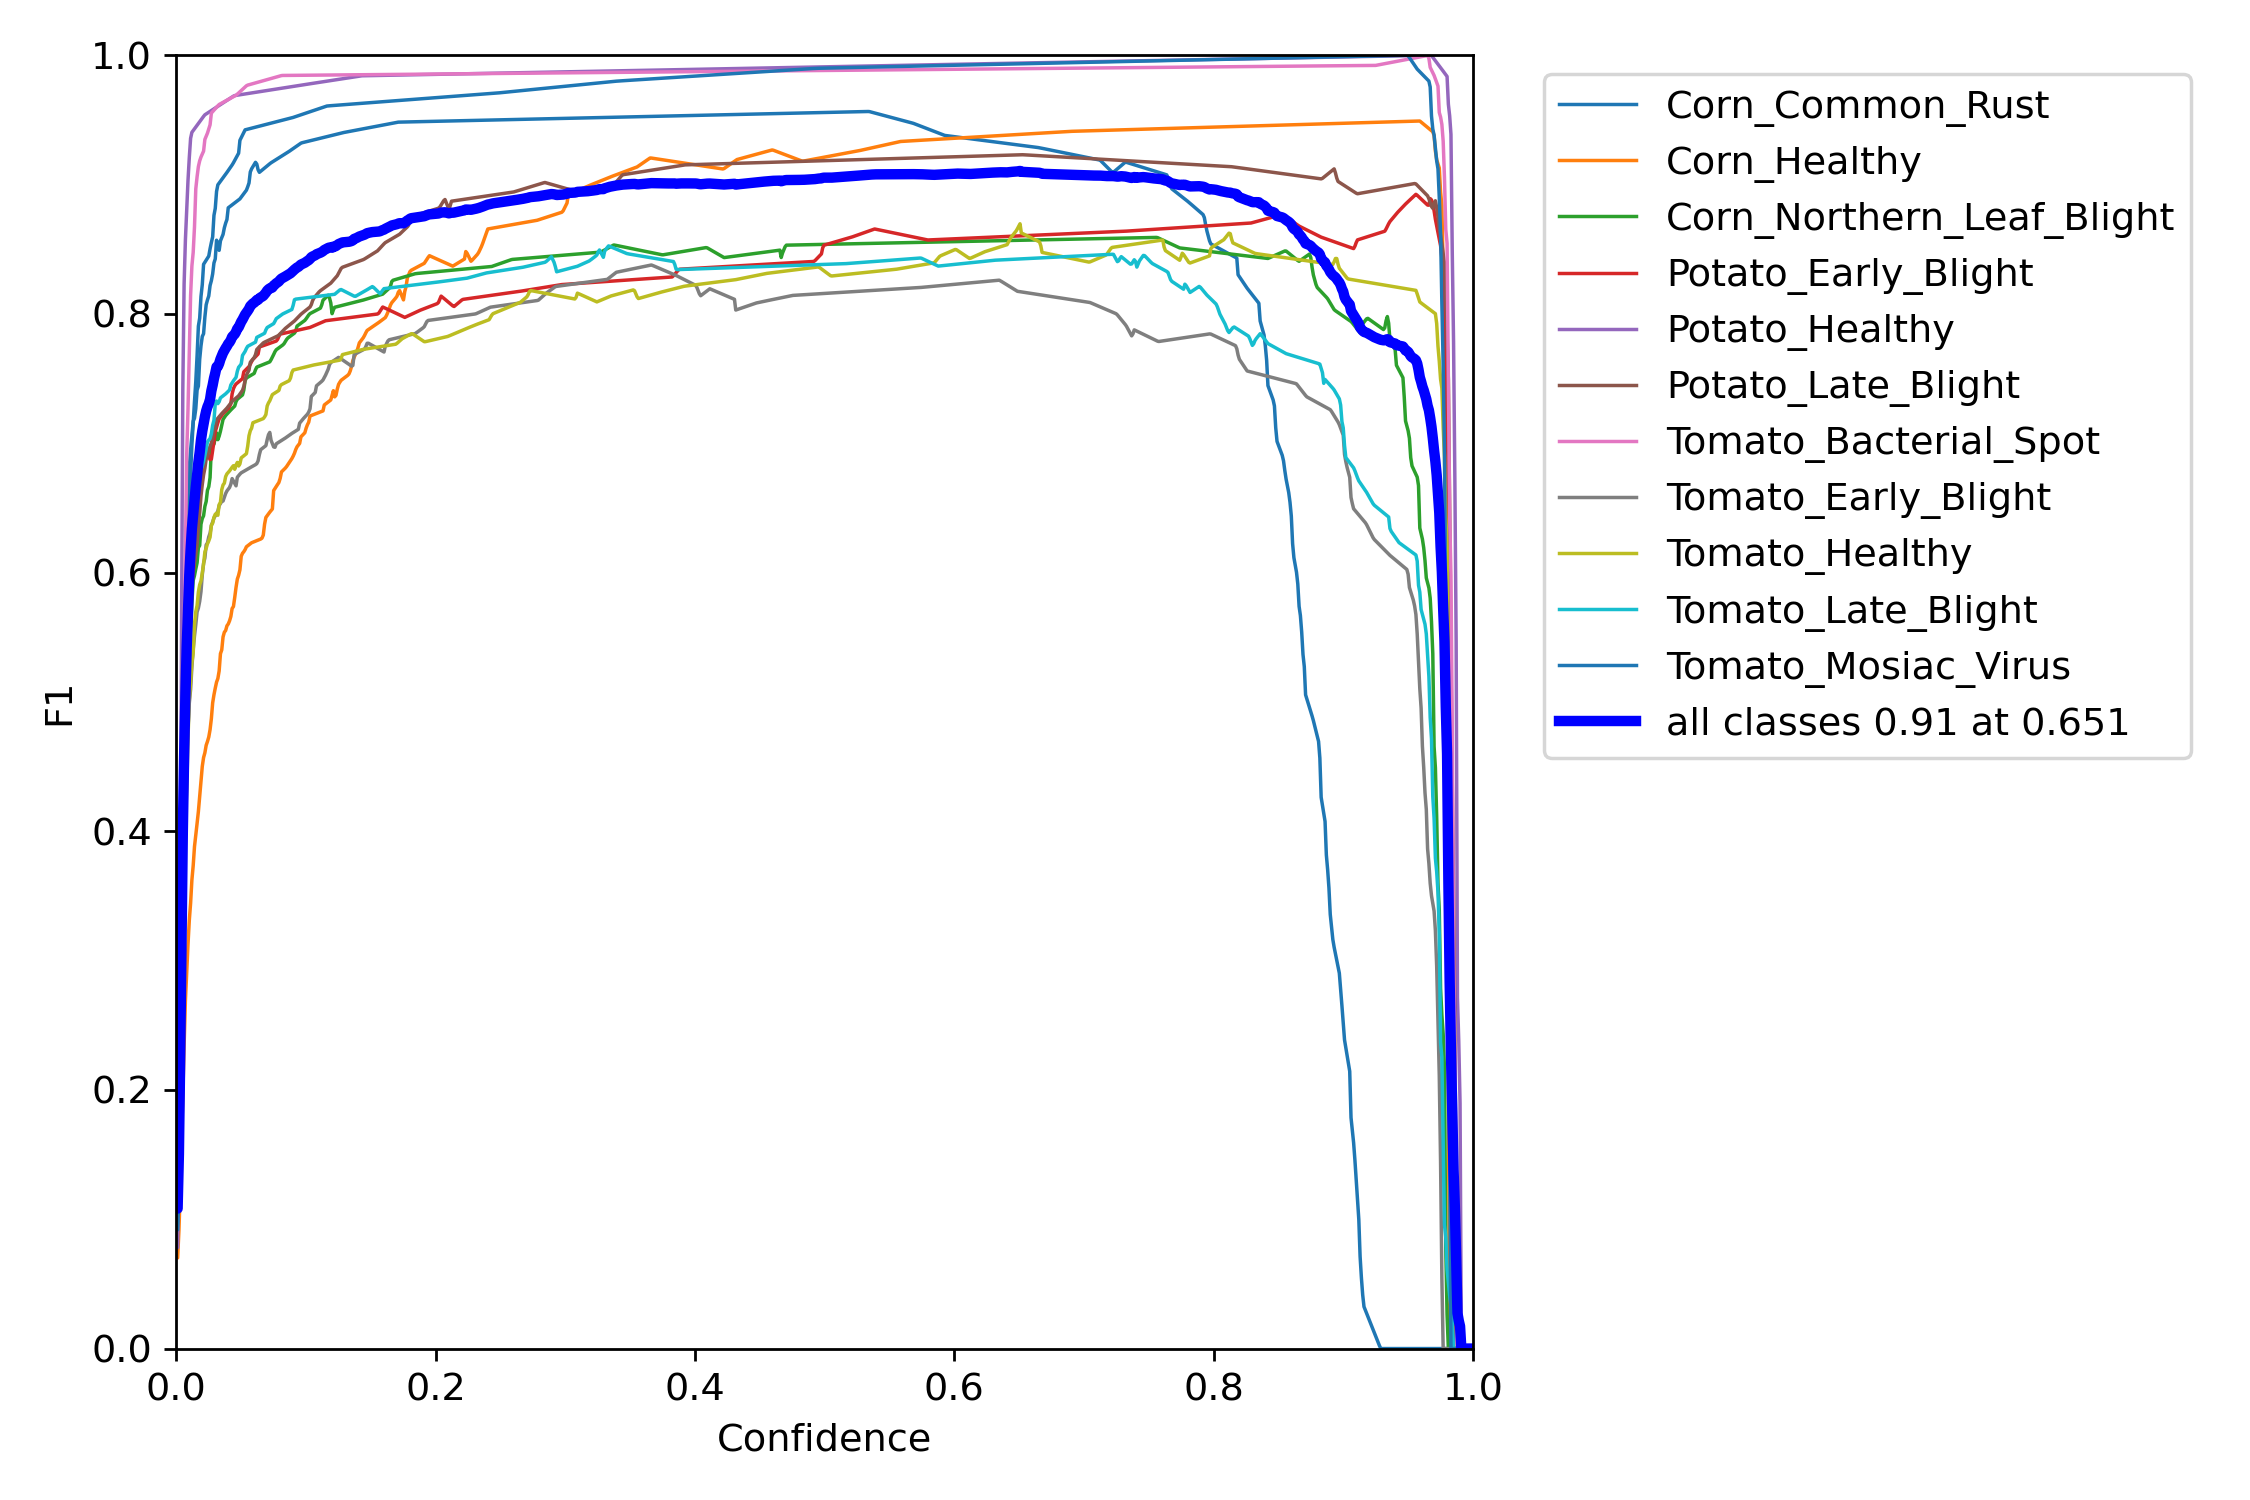 1.0
0.8
0.6
0.4
0.2
0.0
F1
0.0 0.2 0.4 0.6 0.8 1.0
Confidence
Corn_Common_Rust
Corn_Healthy
Corn_Northern_Leaf_Blight
Potato_Early_Blight
Potato_Healthy
Potato_Late_Blight
Tomato_Bacterial_Spot
Tomato_Early_Blight
Tomato_Healthy
Tomato_Late_Blight
Tomato_Mosiac_Virus
all classes 0.91 at 0.651